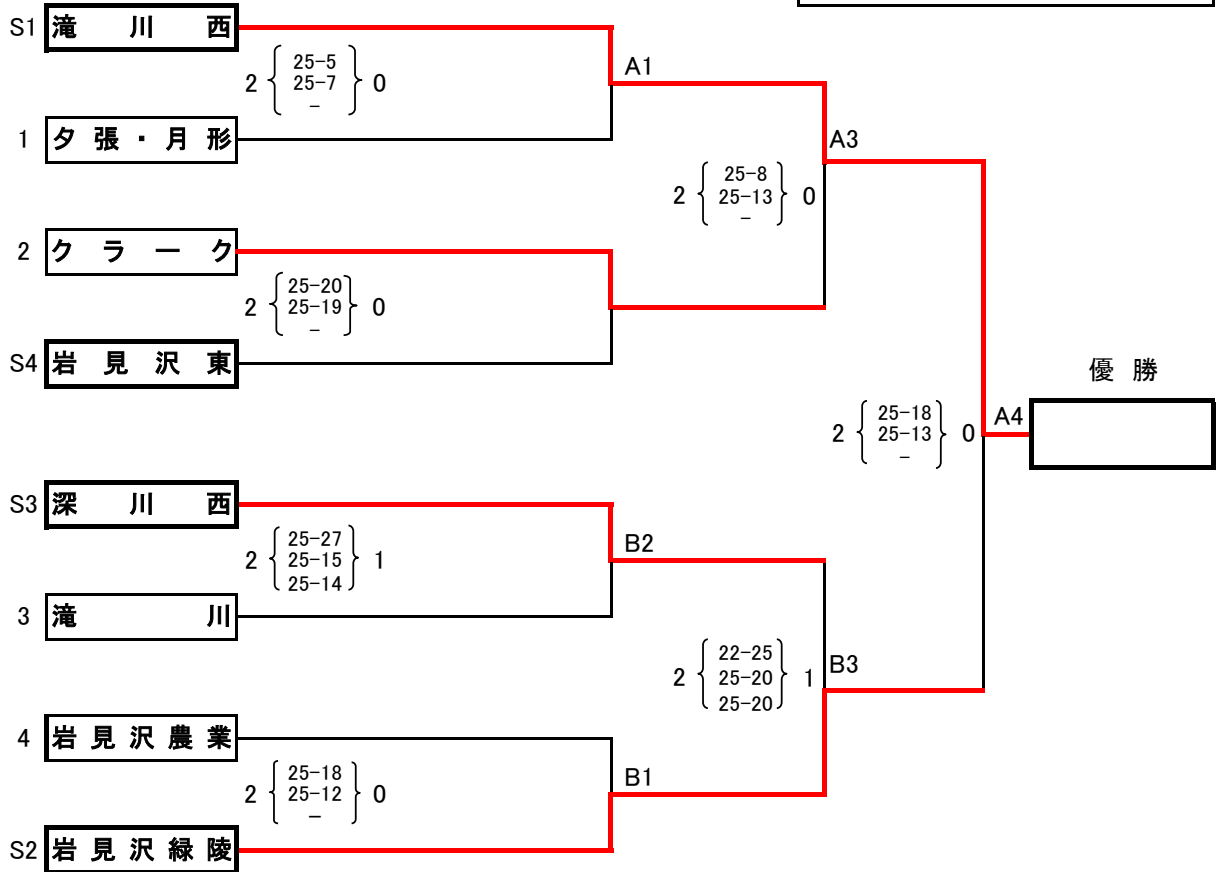 S1 滝川西
2 25-5 0
25-7
-
A1
1 夕張・月形
A3
2 25-8 0
25-13
-
2 クラーク
2 25-20 0
25-19
-
S4 岩見沢東
優勝
2 25-18 0
25-13
-
A4
S3 深川西
2 25-27 1
25-15
25-14
B2
3 滝川
2 22-25 1
25-20
25-20
B3
4 岩見沢農業
2 25-18 0
25-12
-
B1
S2 岩見沢緑陵